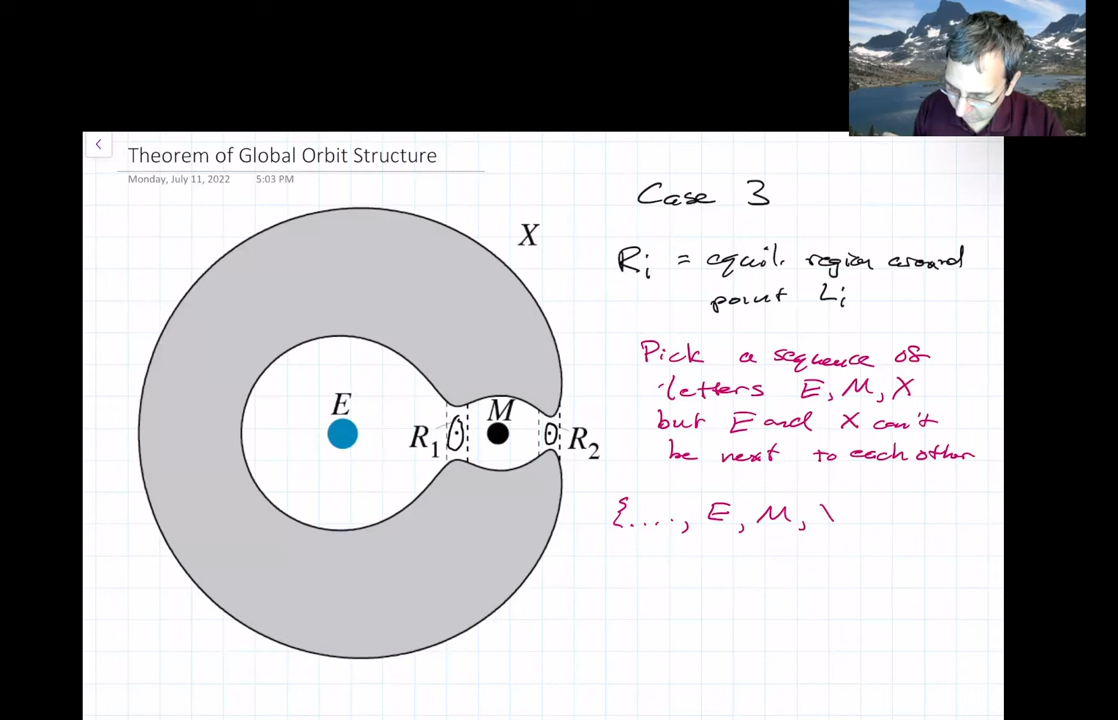 Theorem of Global Orbit Structure
Monday, July 11, 2022 5:03 PM
X
E
M
R1
R2
Case 3
Ri = equil. region around
point Li
Pick a sequence of
letters E, M, X
but E and X can't
be next to each other
{...., E, M, \